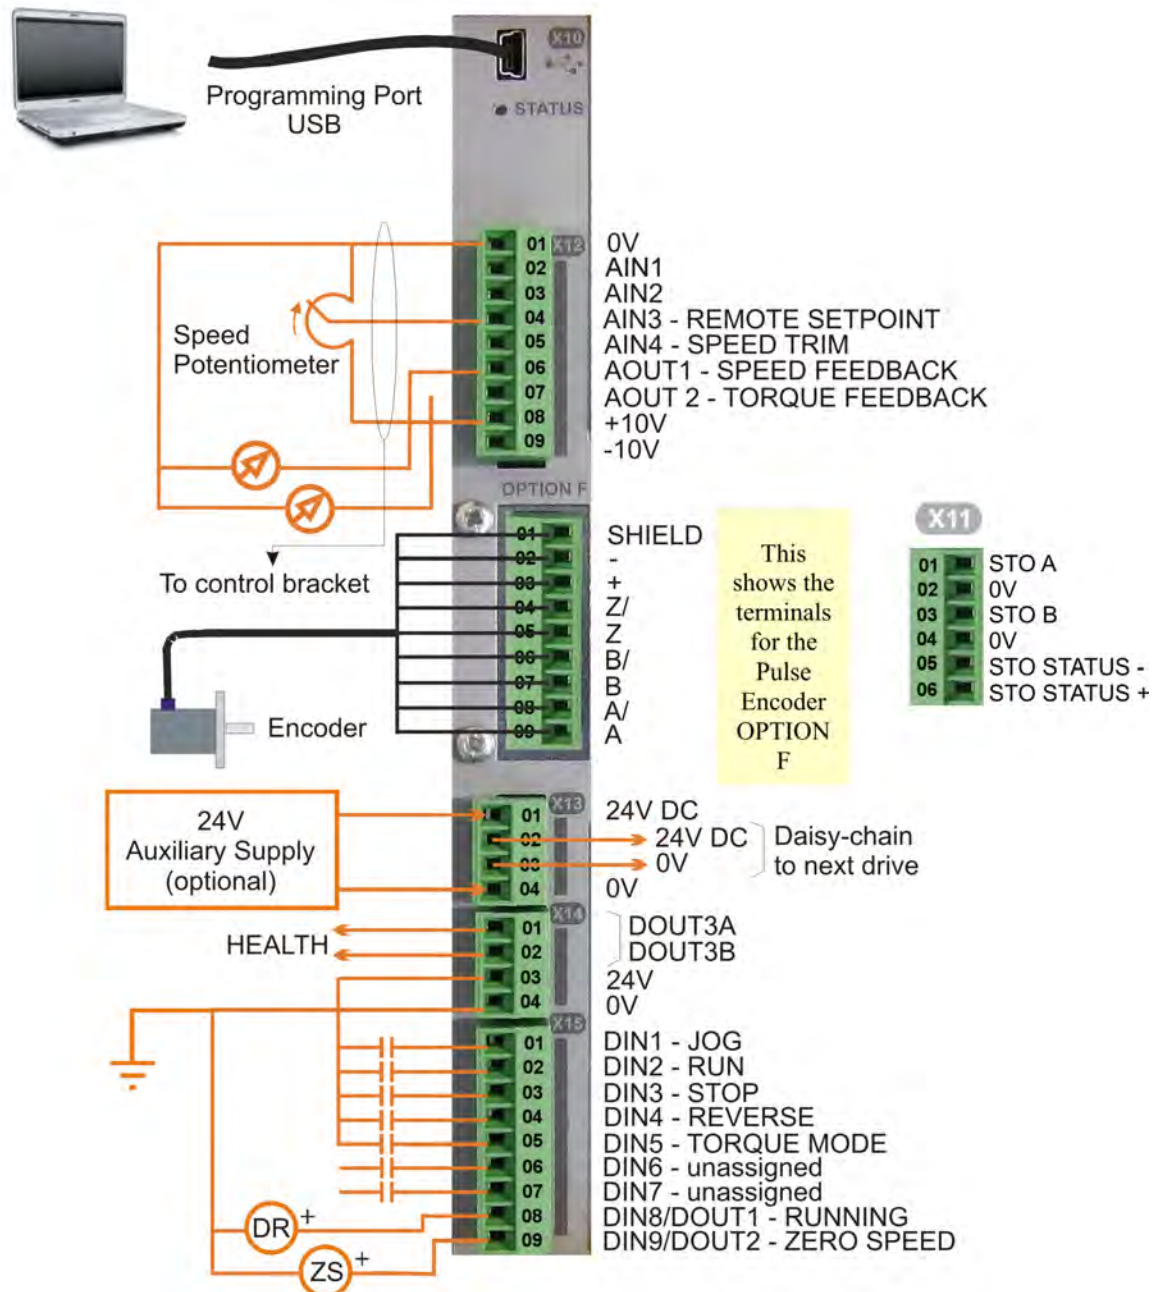 X10
Programming Port
USB
STATUS
01 X12 0V
02 AIN1
03 AIN2
04 AIN3 - REMOTE SETPOINT
05 AIN4 - SPEED TRIM
06 AOUT1 - SPEED FEEDBACK
07 AOUT 2 - TORQUE FEEDBACK
08 +10V
09 -10V
Speed
Potentiometer
OPTION F
To control bracket
Encoder
01 SHIELD
02 -
03 +
04 Z/
05 Z
06 B/
07 B
08 A/
09 A
This
shows the
terminals
for the
Pulse
Encoder
OPTION
F
X11
01 STO A
02 0V
03 STO B
04 0V
05 STO STATUS -
06 STO STATUS +
24V
Auxiliary Supply
(optional)
X13
01 24V DC
02 24V DC
03 0V
04 0V
Daisy-chain
to next drive
HEALTH
X14
01 DOUT3A
02 DOUT3B
03 24V
04 0V
X15
01 DIN1 - JOG
02 DIN2 - RUN
03 DIN3 - STOP
04 DIN4 - REVERSE
05 DIN5 - TORQUE MODE
06 DIN6 - unassigned
07 DIN7 - unassigned
08 DIN8/DOUT1 - RUNNING
09 DIN9/DOUT2 - ZERO SPEED
DR +
ZS +